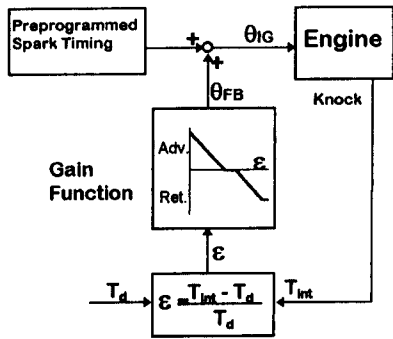 Preprogrammed
Spark Timing
+
+
θIG
Engine
θFB
Knock
Gain
Function
Adv.
ε
Ret.
ε
Td
ε = Tint - Td
Td
Tint